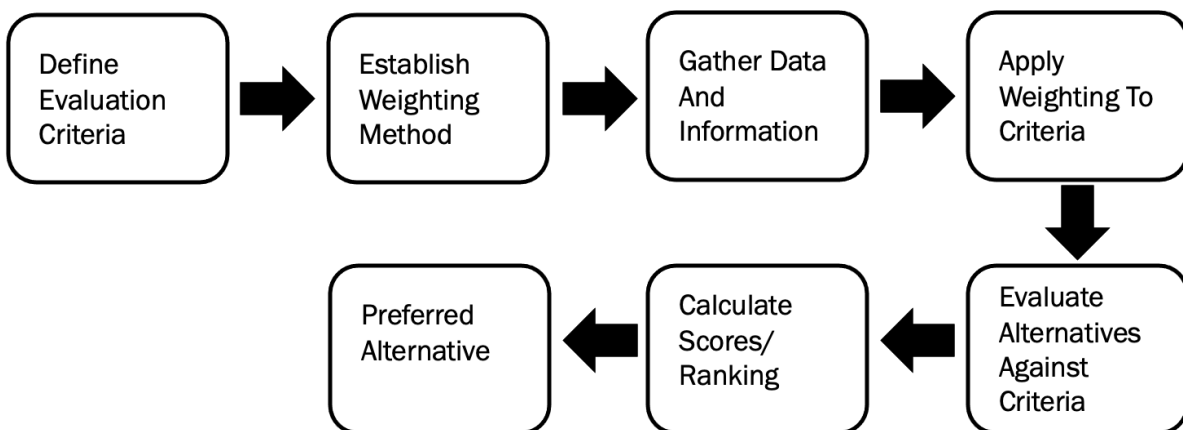 Define
Evaluation
Criteria
Establish
Weighting
Method
Gather Data
And
Information
Apply
Weighting To
Criteria
Evaluate
Alternatives
Against
Criteria
Calculate
Scores/
Ranking
Preferred
Alternative